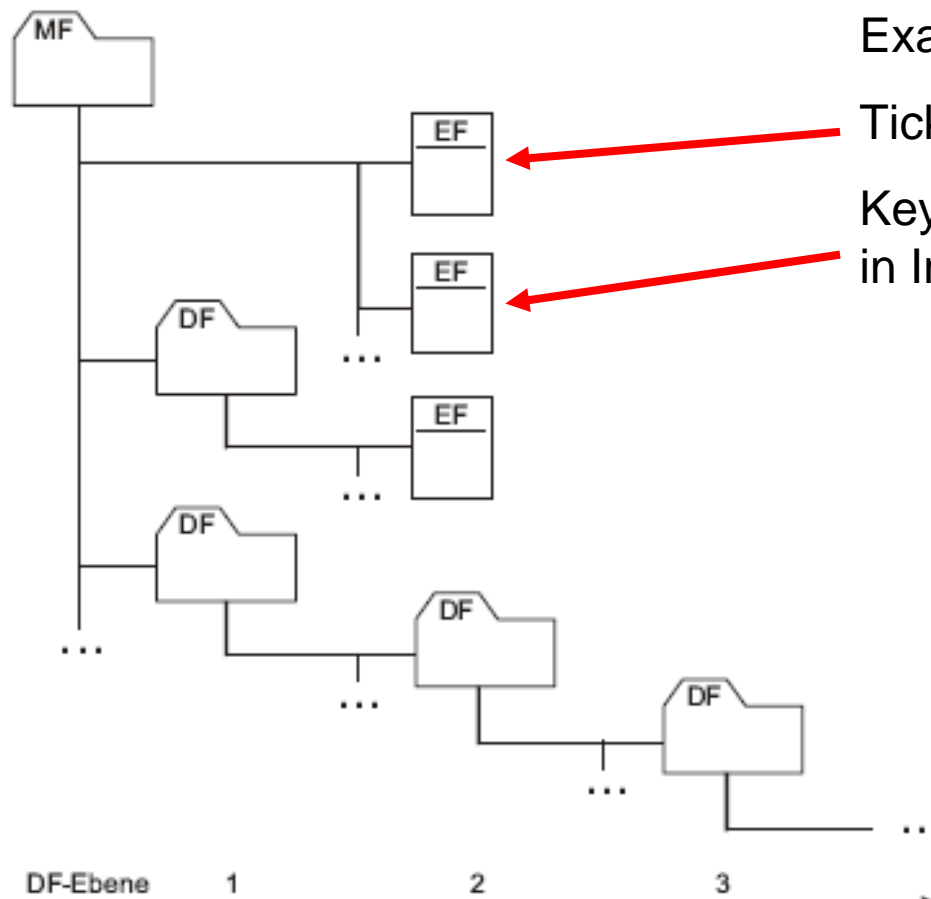 MF
Exa
EF
Tick
Key
EF
in In
DF
...
EF
...
DF
DF
...
...
DF
...
DF-Ebene 1 2 3